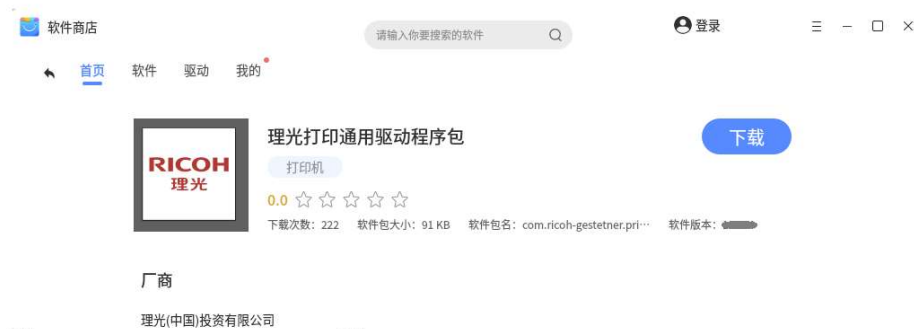 软件商店
请输入你要搜索的软件
登录
首页 软件 驱动 我的
RICOH
理光
理光打印通用驱动程序包
下载
打印机
0.0
下载次数：222 软件包大小：91 KB 软件包名：com.ricoh-gestetner.pri··· 软件版本：
厂商
理光(中国)投资有限公司